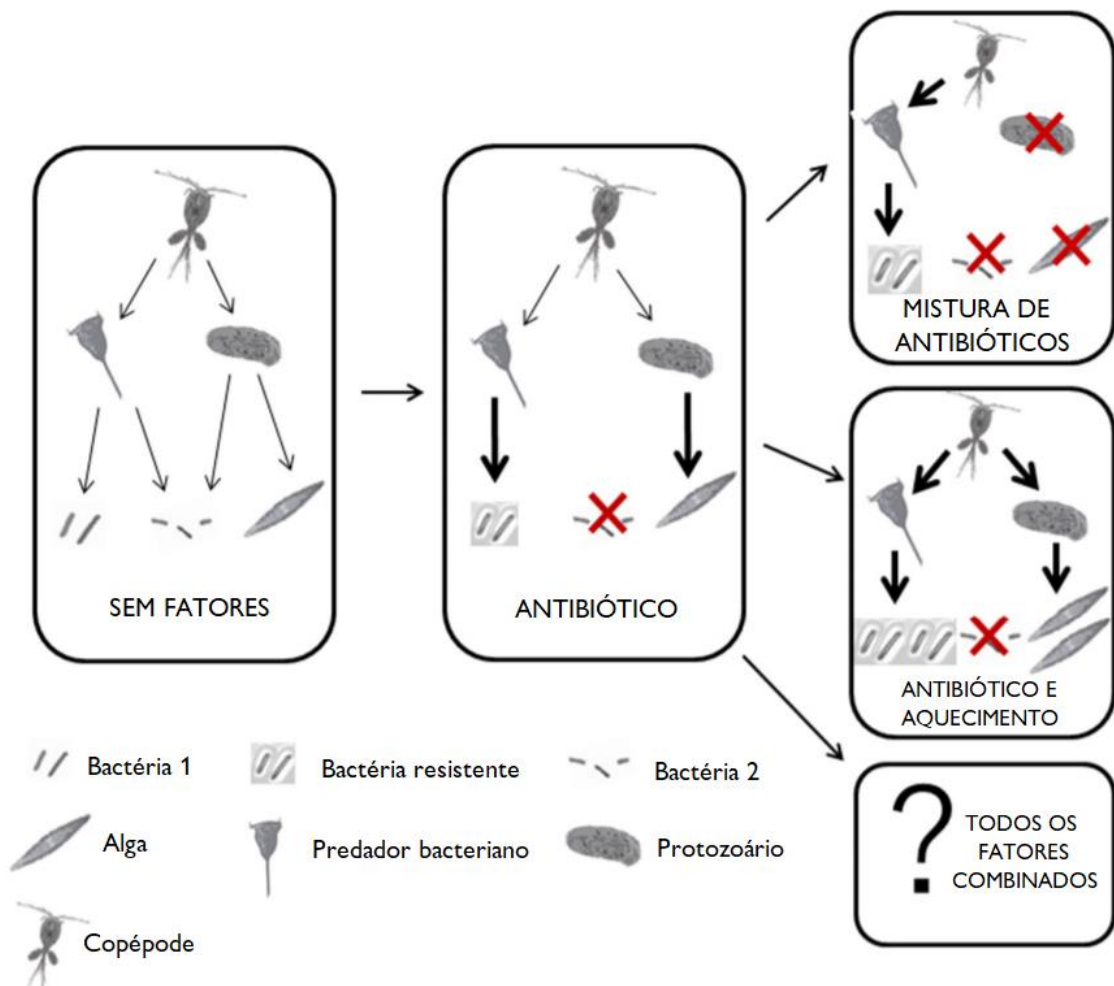 SEM FATORES
ANTIBIÓTICO
MISTURA DE
ANTIBIÓTICOS
ANTIBIÓTICO E
AQUECIMENTO
? TODOS OS
FATORES
COMBINADOS
Bactéria 1
Bactéria resistente
Bactéria 2
Alga
Predador bacteriano
Protozoário
Copépode